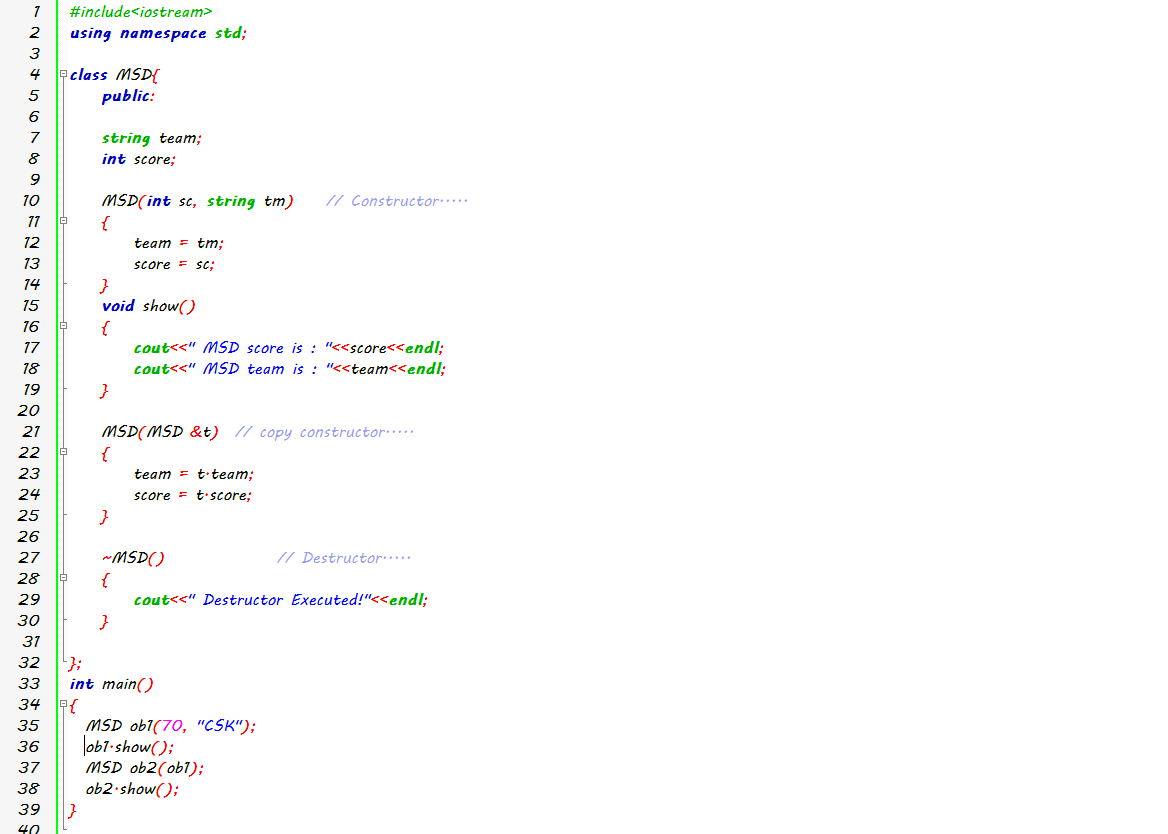 1 #include<iostream>
2 using namespace std;
3
4 class MSD{
5 public:
6
7 string team;
8 int score;
9
10 MSD(int sc, string tm) // Constructor.....
11 {
12 team = tm;
13 score = sc;
14 }
15 void show()
16 {
17 cout<<" MSD score is : "<<score<<endl;
18 cout<<" MSD team is : "<<team<<endl;
19 }
20
21 MSD(MSD &t) // copy constructor.....
22 {
23 team = t.team;
24 score = t.score;
25 }
26
27 ~MSD() // Destructor.....
28 {
29 cout<<" Destructor Executed!"<<endl;
30 }
31
32 };
33 int main()
34 {
35 MSD ob1(70, "CSK");
36 ob1.show();
37 MSD ob2(ob1);
38 ob2.show();
39 }
40